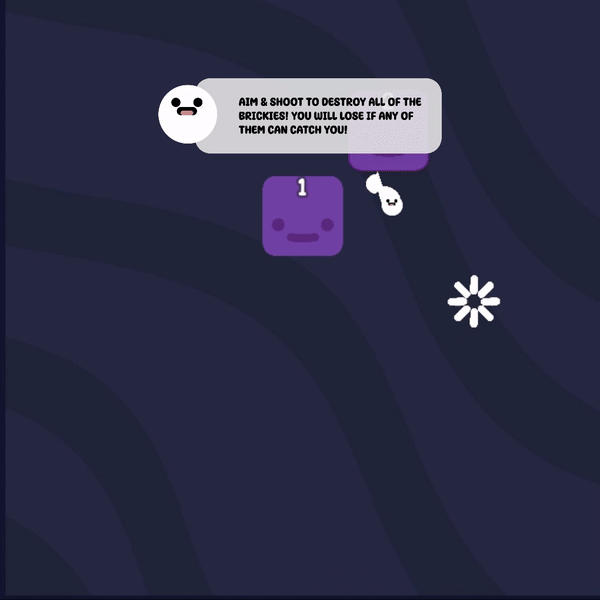 AIM & SHOOT TO DESTROY ALL OF THE
BRICKIES! YOU WILL LOSE IF ANY OF
THEM CAN CATCH YOU!
1